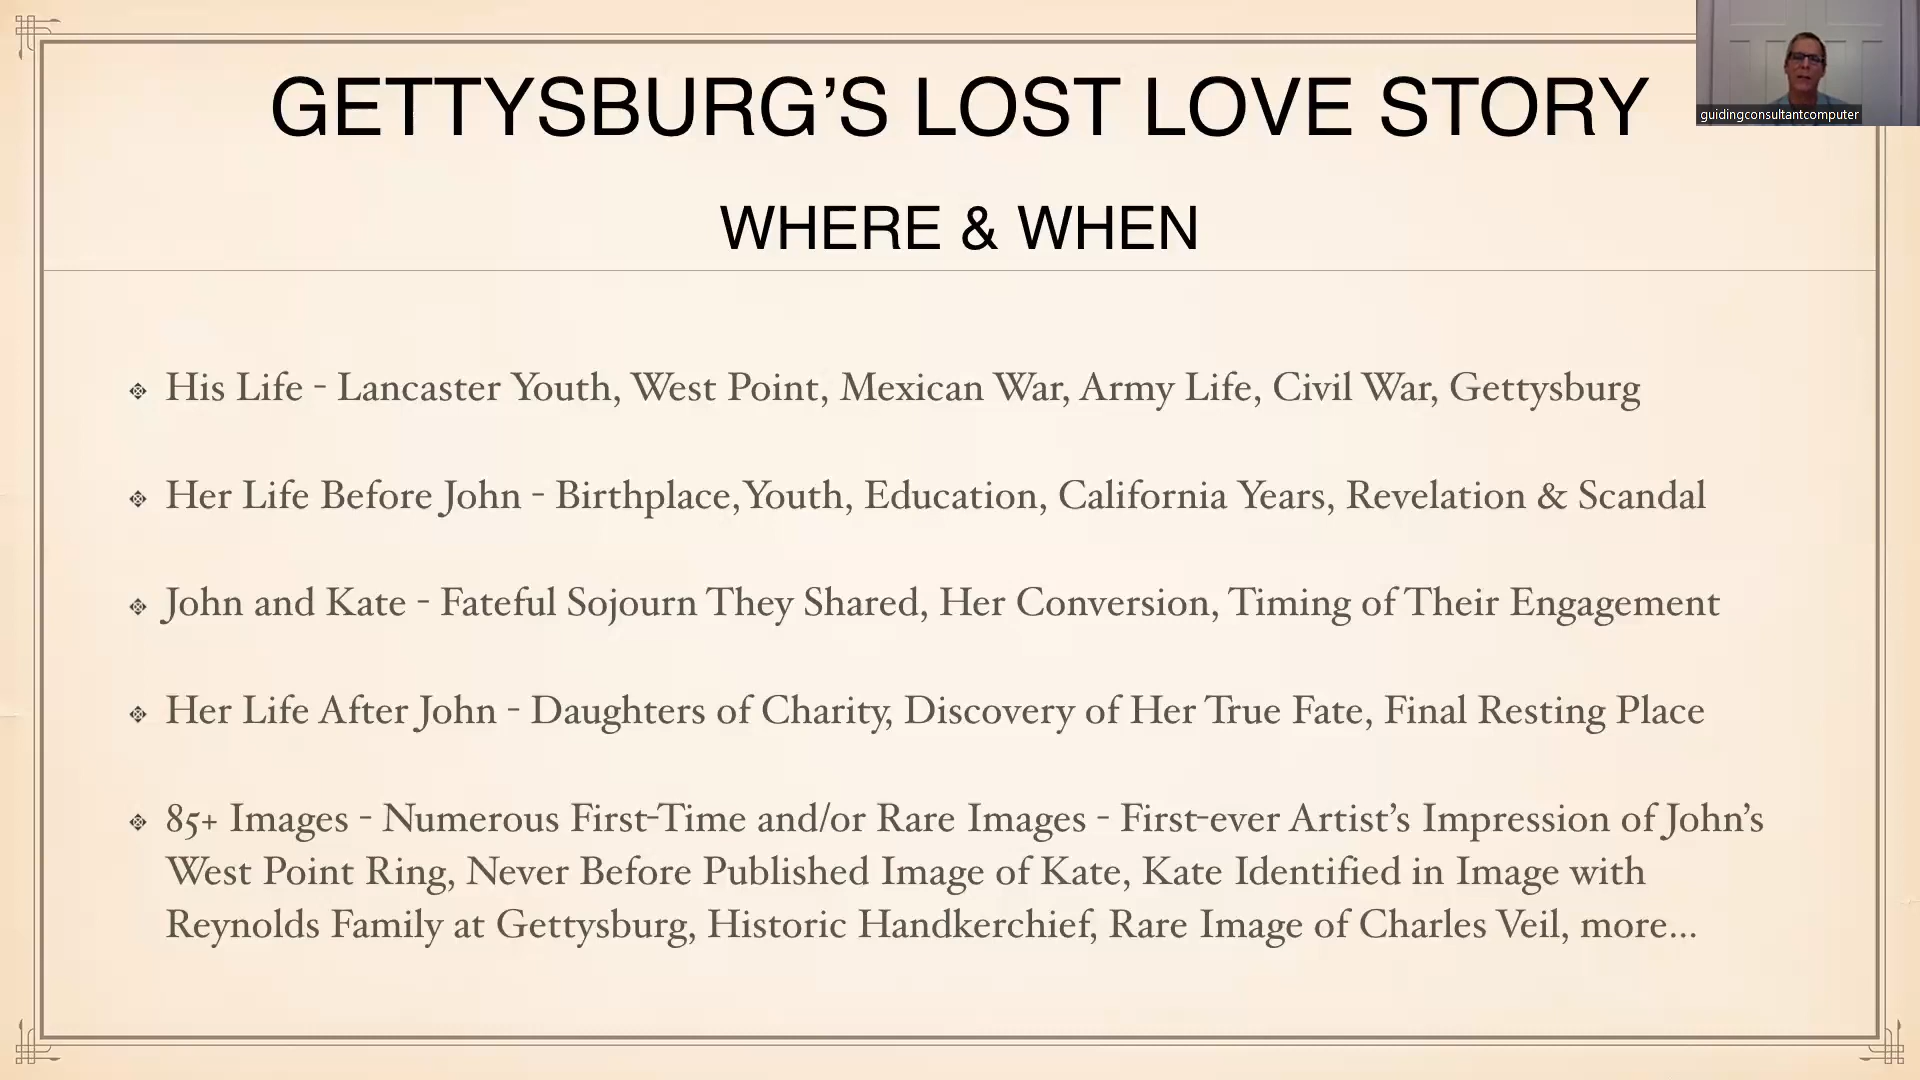 GETTYSBURG’S LOST LOVE STORY
guidingconsultantcomputer
WHERE & WHEN
His Life - Lancaster Youth, West Point, Mexican War, Army Life, Civil War, Gettysburg
Her Life Before John - Birthplace, Youth, Education, California Years, Revelation & Scandal
John and Kate - Fateful Sojourn They Shared, Her Conversion, Timing of Their Engagement
Her Life After John - Daughters of Charity, Discovery of Her True Fate, Final Resting Place
85+ Images - Numerous First-Time and/or Rare Images - First-ever Artist’s Impression of John’s
West Point Ring, Never Before Published Image of Kate, Kate Identified in Image with
Reynolds Family at Gettysburg, Historic Handkerchief, Rare Image of Charles Veil, more...